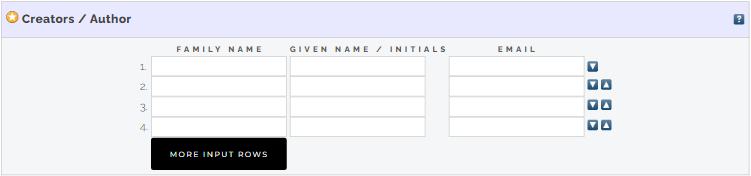 Creators / Author
?
FAMILY NAME GIVEN NAME / INITIALS EMAIL
1.
2.
3.
4.
MORE INPUT ROWS